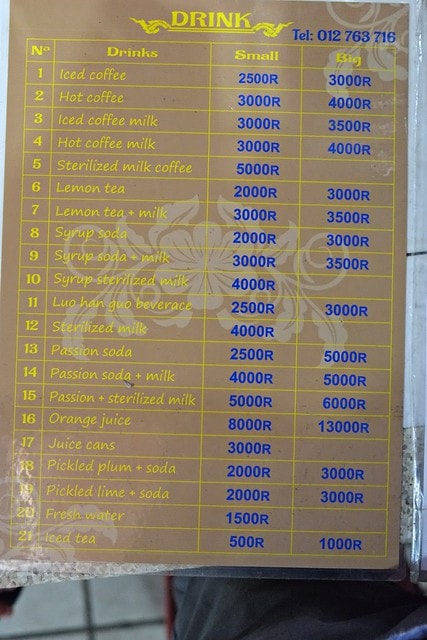 DRINK
Tel: 012 763 716
Nº Drinks Small Big
1 Iced coffee 2500R 3000R
2 Hot coffee 3000R 4000R
3 Iced coffee milk 3000R 3500R
4 Hot coffee milk 3000R 4000R
5 Sterilized milk coffee 5000R
6 Lemon tea 2000R 3000R
7 Lemon tea + milk 3000R 3500R
8 Syrup soda 2000R 3000R
9 Syrup soda + milk 3000R 3500R
10 Syrup sterilized milk 4000R
11 Luo han guo beverace 2500R 3000R
12 Sterilized milk 4000R
13 Passion soda 2500R 5000R
14 Passion soda + milk 4000R 5000R
15 Passion + sterilized milk 5000R 6000R
16 Orange juice 8000R 13000R
17 Juice cans 3000R
18 Pickled plum + soda 2000R 3000R
19 Pickled lime + soda 2000R 3000R
20 Fresh water 1500R
21 Iced tea 500R 1000R